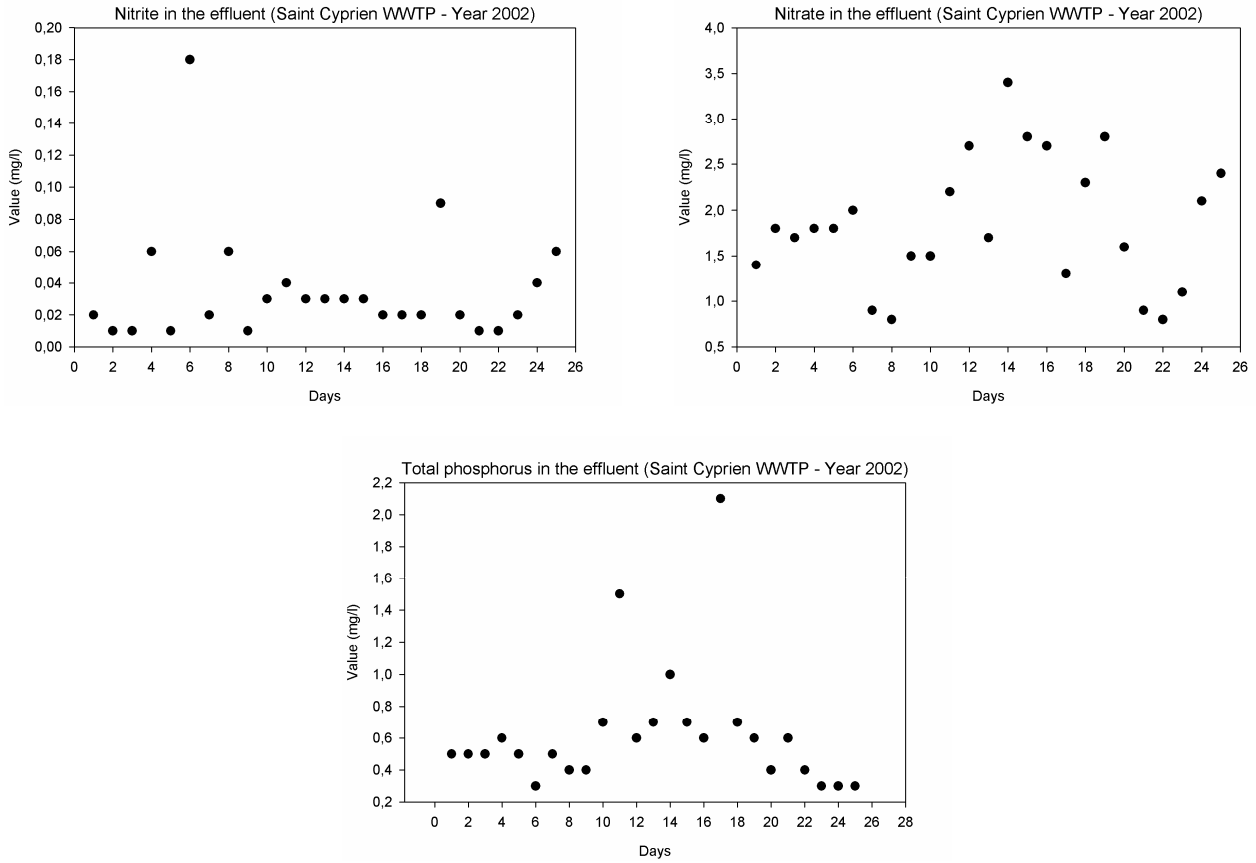 Nitrite in the effluent (Saint Cyprien WWTP - Year 2002)
0,20
0,18
0,16
0,14
0,12
0,10
0,08
0,06
0,04
0,02
0,00
Value (mg/l)
0 2 4 6 8 10 12 14 16 18 20 22 24 26
Days
Nitrate in the effluent (Saint Cyprien WWTP - Year 2002)
4,0
3,5
3,0
2,5
2,0
1,5
1,0
0,5
Value (mg/l)
0 2 4 6 8 10 12 14 16 18 20 22 24 26
Days
Total phosphorus in the effluent (Saint Cyprien WWTP - Year 2002)
2,2
2,0
1,8
1,6
1,4
1,2
1,0
0,8
0,6
0,4
0,2
Value (mg/l)
0 2 4 6 8 10 12 14 16 18 20 22 24 26 28
Days